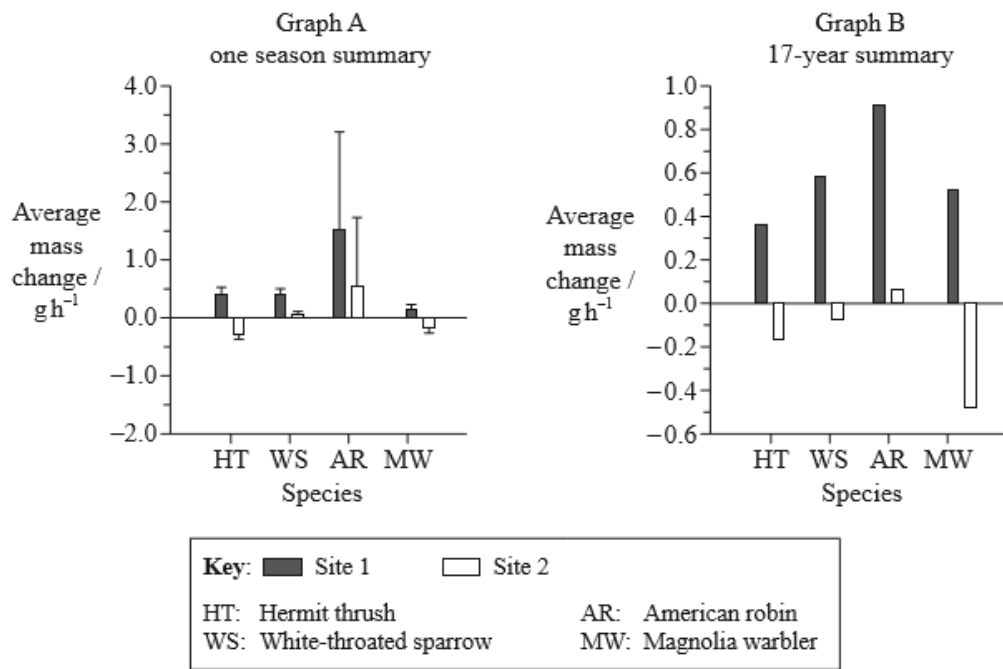 Graph A
one season summary
4.0
3.0
2.0
1.0
0.0
–1.0
–2.0
Average
mass
change /
g h⁻¹
HT WS AR MW
Species
Graph B
17-year summary
1.0
0.8
0.6
0.4
0.2
0.0
–0.2
–0.4
–0.6
Average
mass
change /
g h⁻¹
HT WS AR MW
Species
Key: Site 1 Site 2
HT: Hermit thrush AR: American robin
WS: White-throated sparrow MW: Magnolia warbler